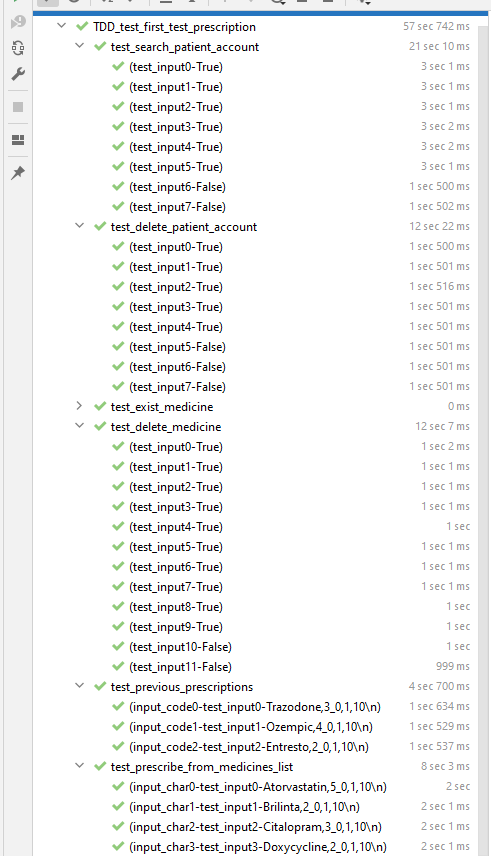 TDD_test_first_test_prescription 57 sec 742 ms
test_search_patient_account 21 sec 10 ms
(test_input0-True) 3 sec 1 ms
(test_input1-True) 3 sec 1 ms
(test_input2-True) 3 sec 1 ms
(test_input3-True) 3 sec 2 ms
(test_input4-True) 3 sec 2 ms
(test_input5-True) 3 sec 1 ms
(test_input6-False) 1 sec 500 ms
(test_input7-False) 1 sec 502 ms
test_delete_patient_account 12 sec 22 ms
(test_input0-True) 1 sec 500 ms
(test_input1-True) 1 sec 501 ms
(test_input2-True) 1 sec 516 ms
(test_input3-True) 1 sec 501 ms
(test_input4-True) 1 sec 501 ms
(test_input5-False) 1 sec 501 ms
(test_input6-False) 1 sec 501 ms
(test_input7-False) 1 sec 501 ms
test_exist_medicine 0 ms
test_delete_medicine 12 sec 7 ms
(test_input0-True) 1 sec 2 ms
(test_input1-True) 1 sec 1 ms
(test_input2-True) 1 sec 1 ms
(test_input3-True) 1 sec 1 ms
(test_input4-True) 1 sec
(test_input5-True) 1 sec 1 ms
(test_input6-True) 1 sec 1 ms
(test_input7-True) 1 sec 1 ms
(test_input8-True) 1 sec
(test_input9-True) 1 sec
(test_input10-False) 1 sec
(test_input11-False) 999 ms
test_previous_prescriptions 4 sec 700 ms
(input_code0-test_input0-Trazodone,3_0,1,10\n) 1 sec 634 ms
(input_code1-test_input1-Ozempic,4_0,1,10\n) 1 sec 529 ms
(input_code2-test_input2-Entresto,2_0,1,10\n) 1 sec 537 ms
test_prescribe_from_medicines_list 8 sec 3 ms
(input_char0-test_input0-Atorvastatin,5_0,1,10\n) 2 sec
(input_char1-test_input1-Brilinta,2_0,1,10\n) 2 sec 1 ms
(input_char2-test_input2-Citalopram,3_0,1,10\n) 2 sec 1 ms
(input_char3-test_input3-Doxycycline,2_0,1,10\n) 2 sec 1 ms